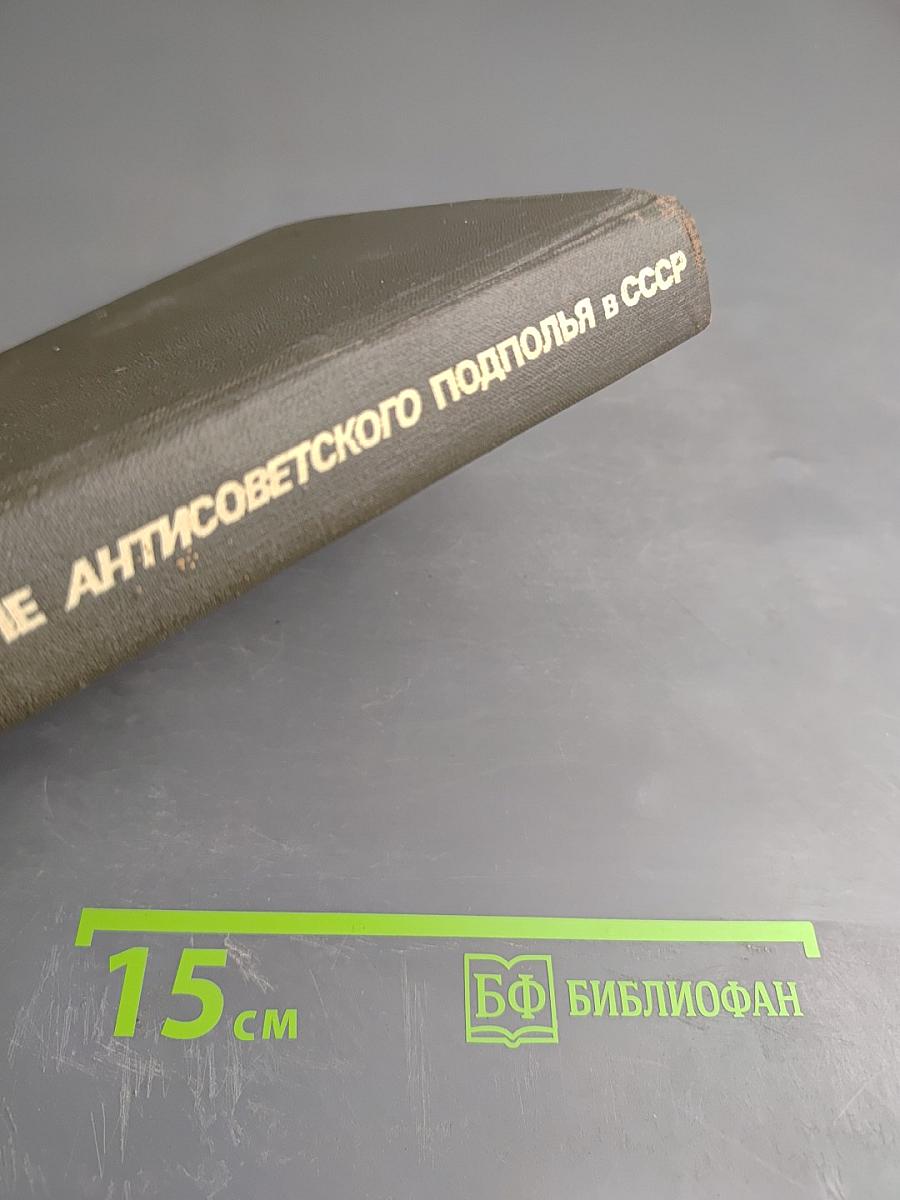 АНТИСОВЕТСКОГО ПОДПОЛЬЯ в СССР
15 см
БФ БИБЛИОФАН